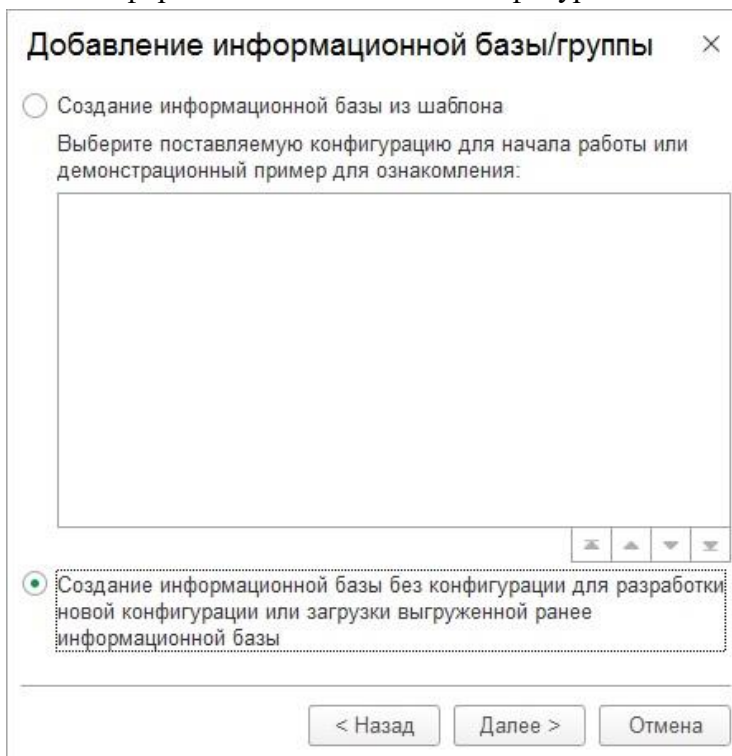 Добавление информационной базы/группы
Создание информационной базы из шаблона
Выберите поставляемую конфигурацию для начала работы или
демонстрационный пример для ознакомления:
Создание информационной базы без конфигурации для разработки
новой конфигурации или загрузки выгруженной ранее
информационной базы
< Назад
Далее >
Отмена